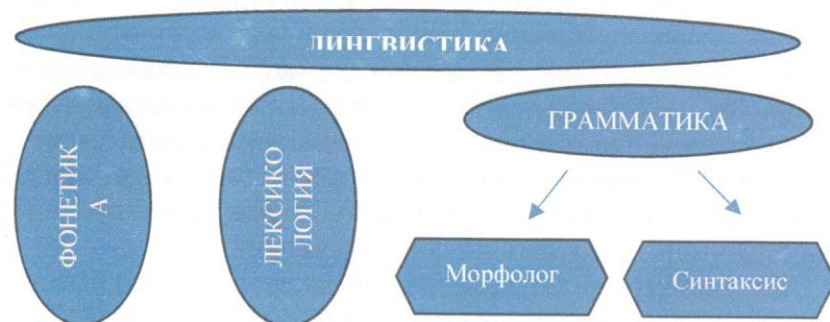 ЛИНГВИСТИКА
ФОНЕТИК
А
ЛЕКСИКО
ЛОГИЯ
ГРАММАТИКА
Морфолог
Синтаксис